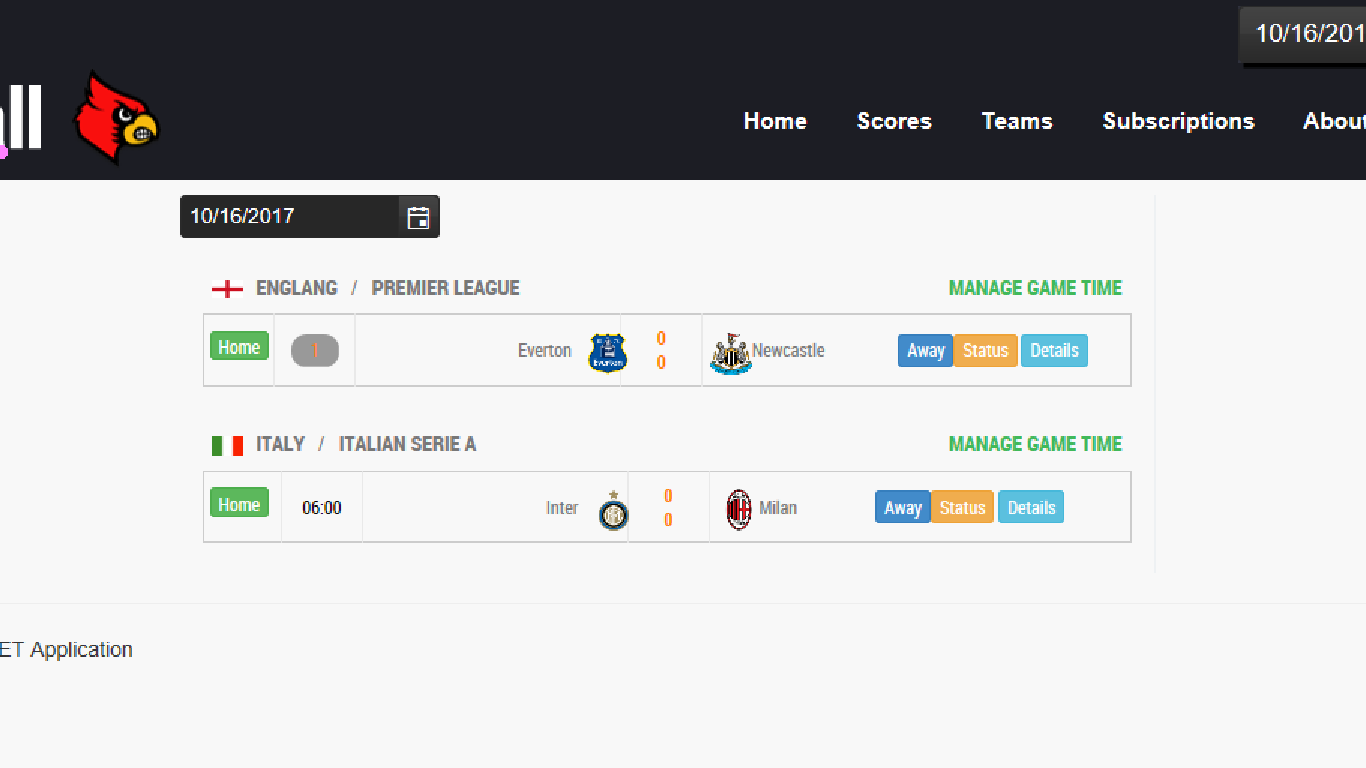 10/16/201
ll
Home Scores Teams Subscriptions About
10/16/2017
ENGLANG / PREMIER LEAGUE MANAGE GAME TIME
Home I Everton 0 0 Newcastle Away Status Details
ITALY / ITALIAN SERIE A MANAGE GAME TIME
Home 06:00 Inter 0 0 Milan Away Status Details
ET Application